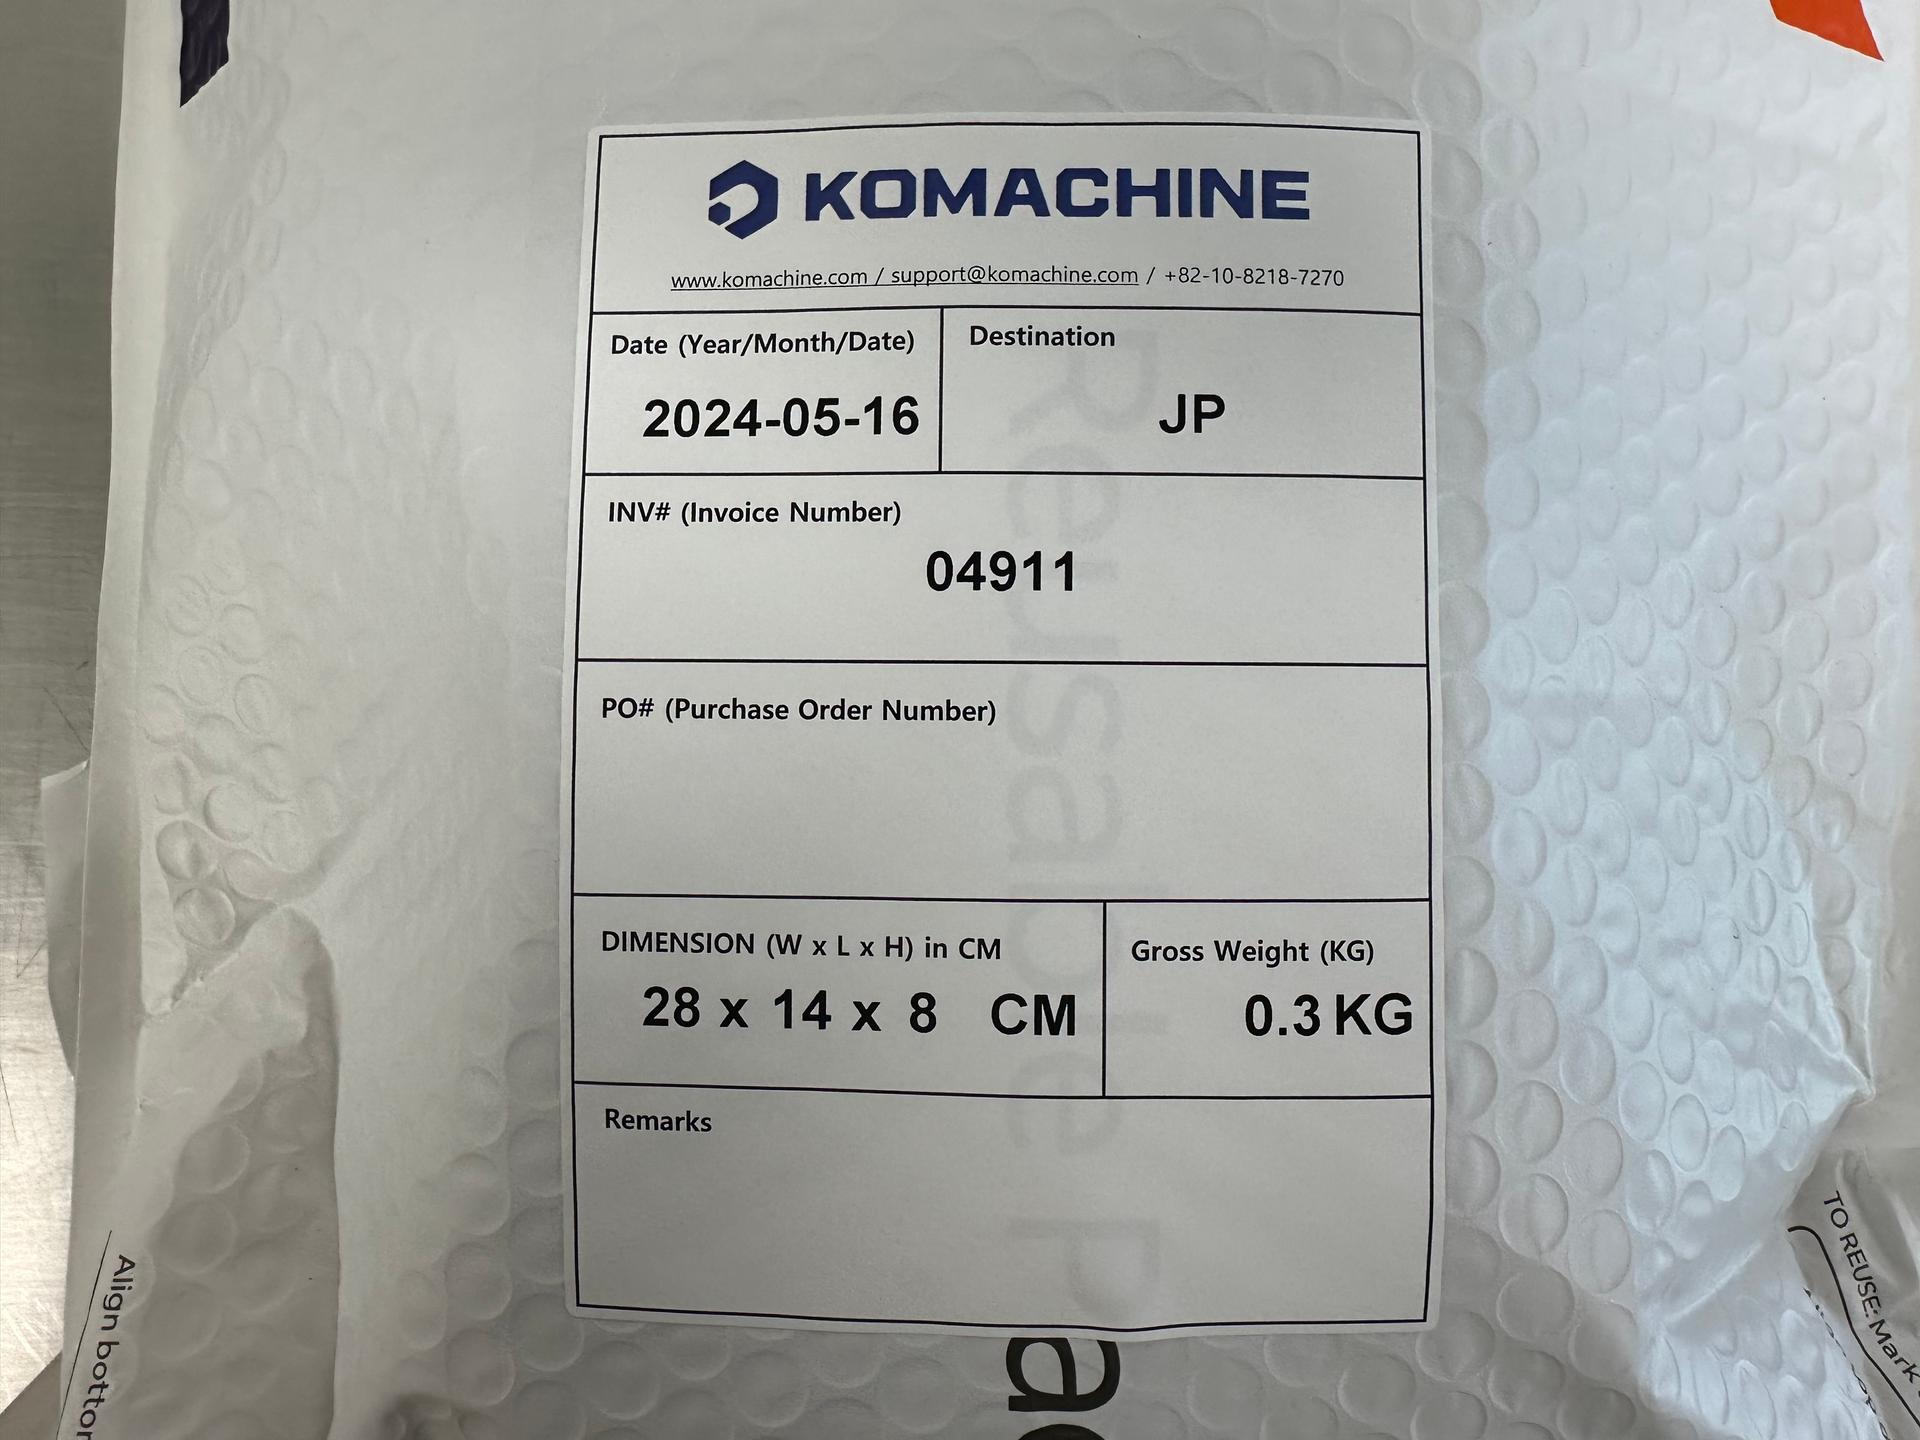 KOMACHINE
www.komachine.com / support@komachine.com / +82-10-8218-7270
Date (Year/Month/Date)
2024-05-16
Destination
JP
INV# (Invoice Number)
04911
PO# (Purchase Order Number)
DIMENSION (W x L x H) in CM
28 x 14 x 8 CM
Gross Weight (KG)
0.3 KG
Remarks
Reusable P
Align
TO REUSE: Mark